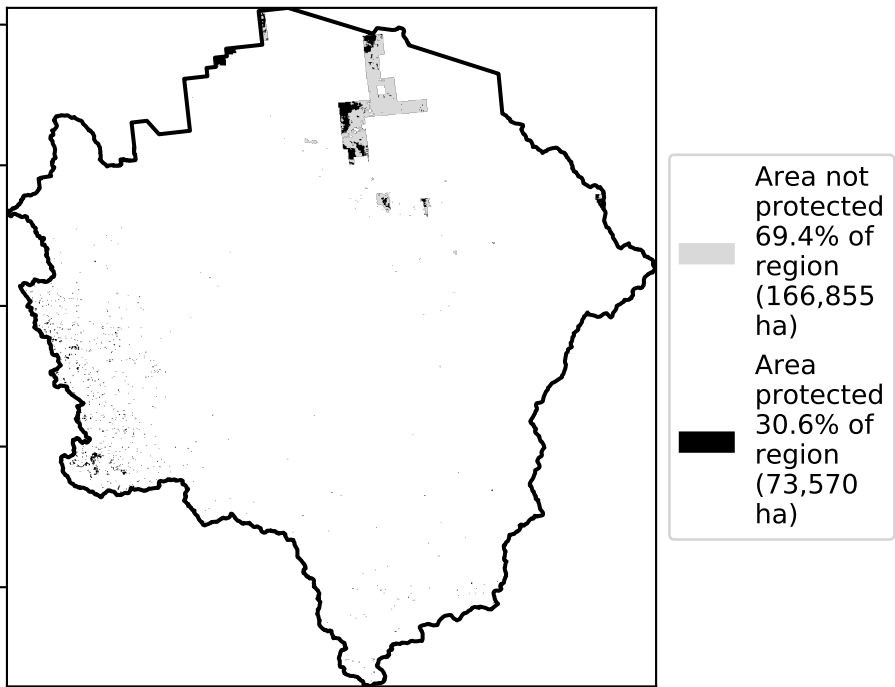 Area not
protected
69.4% of
region
(166,855
ha)
Area
protected
30.6% of
region
(73,570
ha)